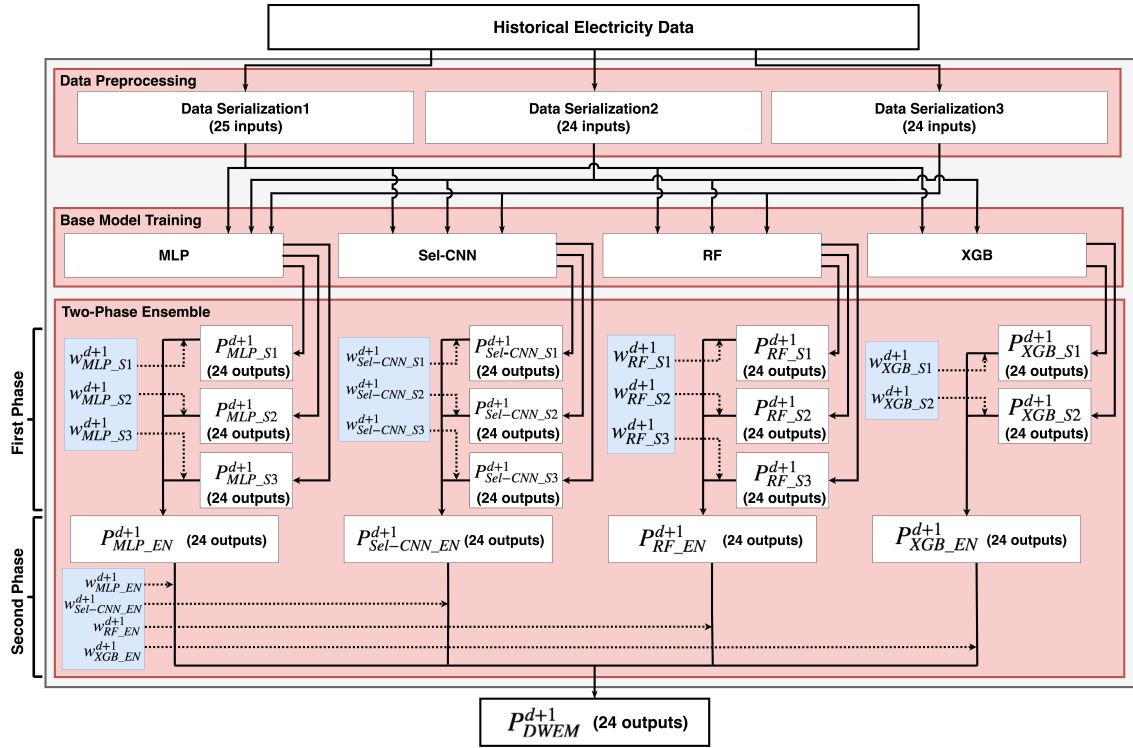 Historical Electricity Data
Data Preprocessing
Data Serialization1
(25 inputs)
Data Serialization2
(24 inputs)
Data Serialization3
(24 inputs)
Base Model Training
MLP
Sel-CNN
RF
XGB
Two-Phase Ensemble
First Phase
w^{d+1}_{MLP_S1}
w^{d+1}_{MLP_S2}
w^{d+1}_{MLP_S3}
P^{d+1}_{MLP_S1}
(24 outputs)
P^{d+1}_{MLP_S2}
(24 outputs)
P^{d+1}_{MLP_S3}
(24 outputs)
w^{d+1}_{Sel−CNN_S1}
w^{d+1}_{Sel−CNN_S2}
w^{d+1}_{Sel−CNN_S3}
P^{d+1}_{Sel-CNN_S1}
(24 outputs)
P^{d+1}_{Sel−CNN_S2}
(24 outputs)
P^{d+1}_{Sel−CNN_S3}
(24 outputs)
w^{d+1}_{RF_S1}
w^{d+1}_{RF_S2}
w^{d+1}_{RF_S3}
P^{d+1}_{RF_S1}
(24 outputs)
P^{d+1}_{RF_S2}
(24 outputs)
P^{d+1}_{RF_S3}
(24 outputs)
w^{d+1}_{XGB_S1}
w^{d+1}_{XGB_S2}
P^{d+1}_{XGB_S1}
(24 outputs)
P^{d+1}_{XGB_S2}
(24 outputs)
Second Phase
P^{d+1}_{MLP_EN} (24 outputs)
P^{d+1}_{Sel−CNN_EN} (24 outputs)
P^{d+1}_{RF_EN} (24 outputs)
P^{d+1}_{XGB_EN} (24 outputs)
w^{d+1}_{MLP_EN}
w^{d+1}_{Sel−CNN_EN}
w^{d+1}_{RF_EN}
w^{d+1}_{XGB_EN}
P^{d+1}_{DWEM} (24 outputs)